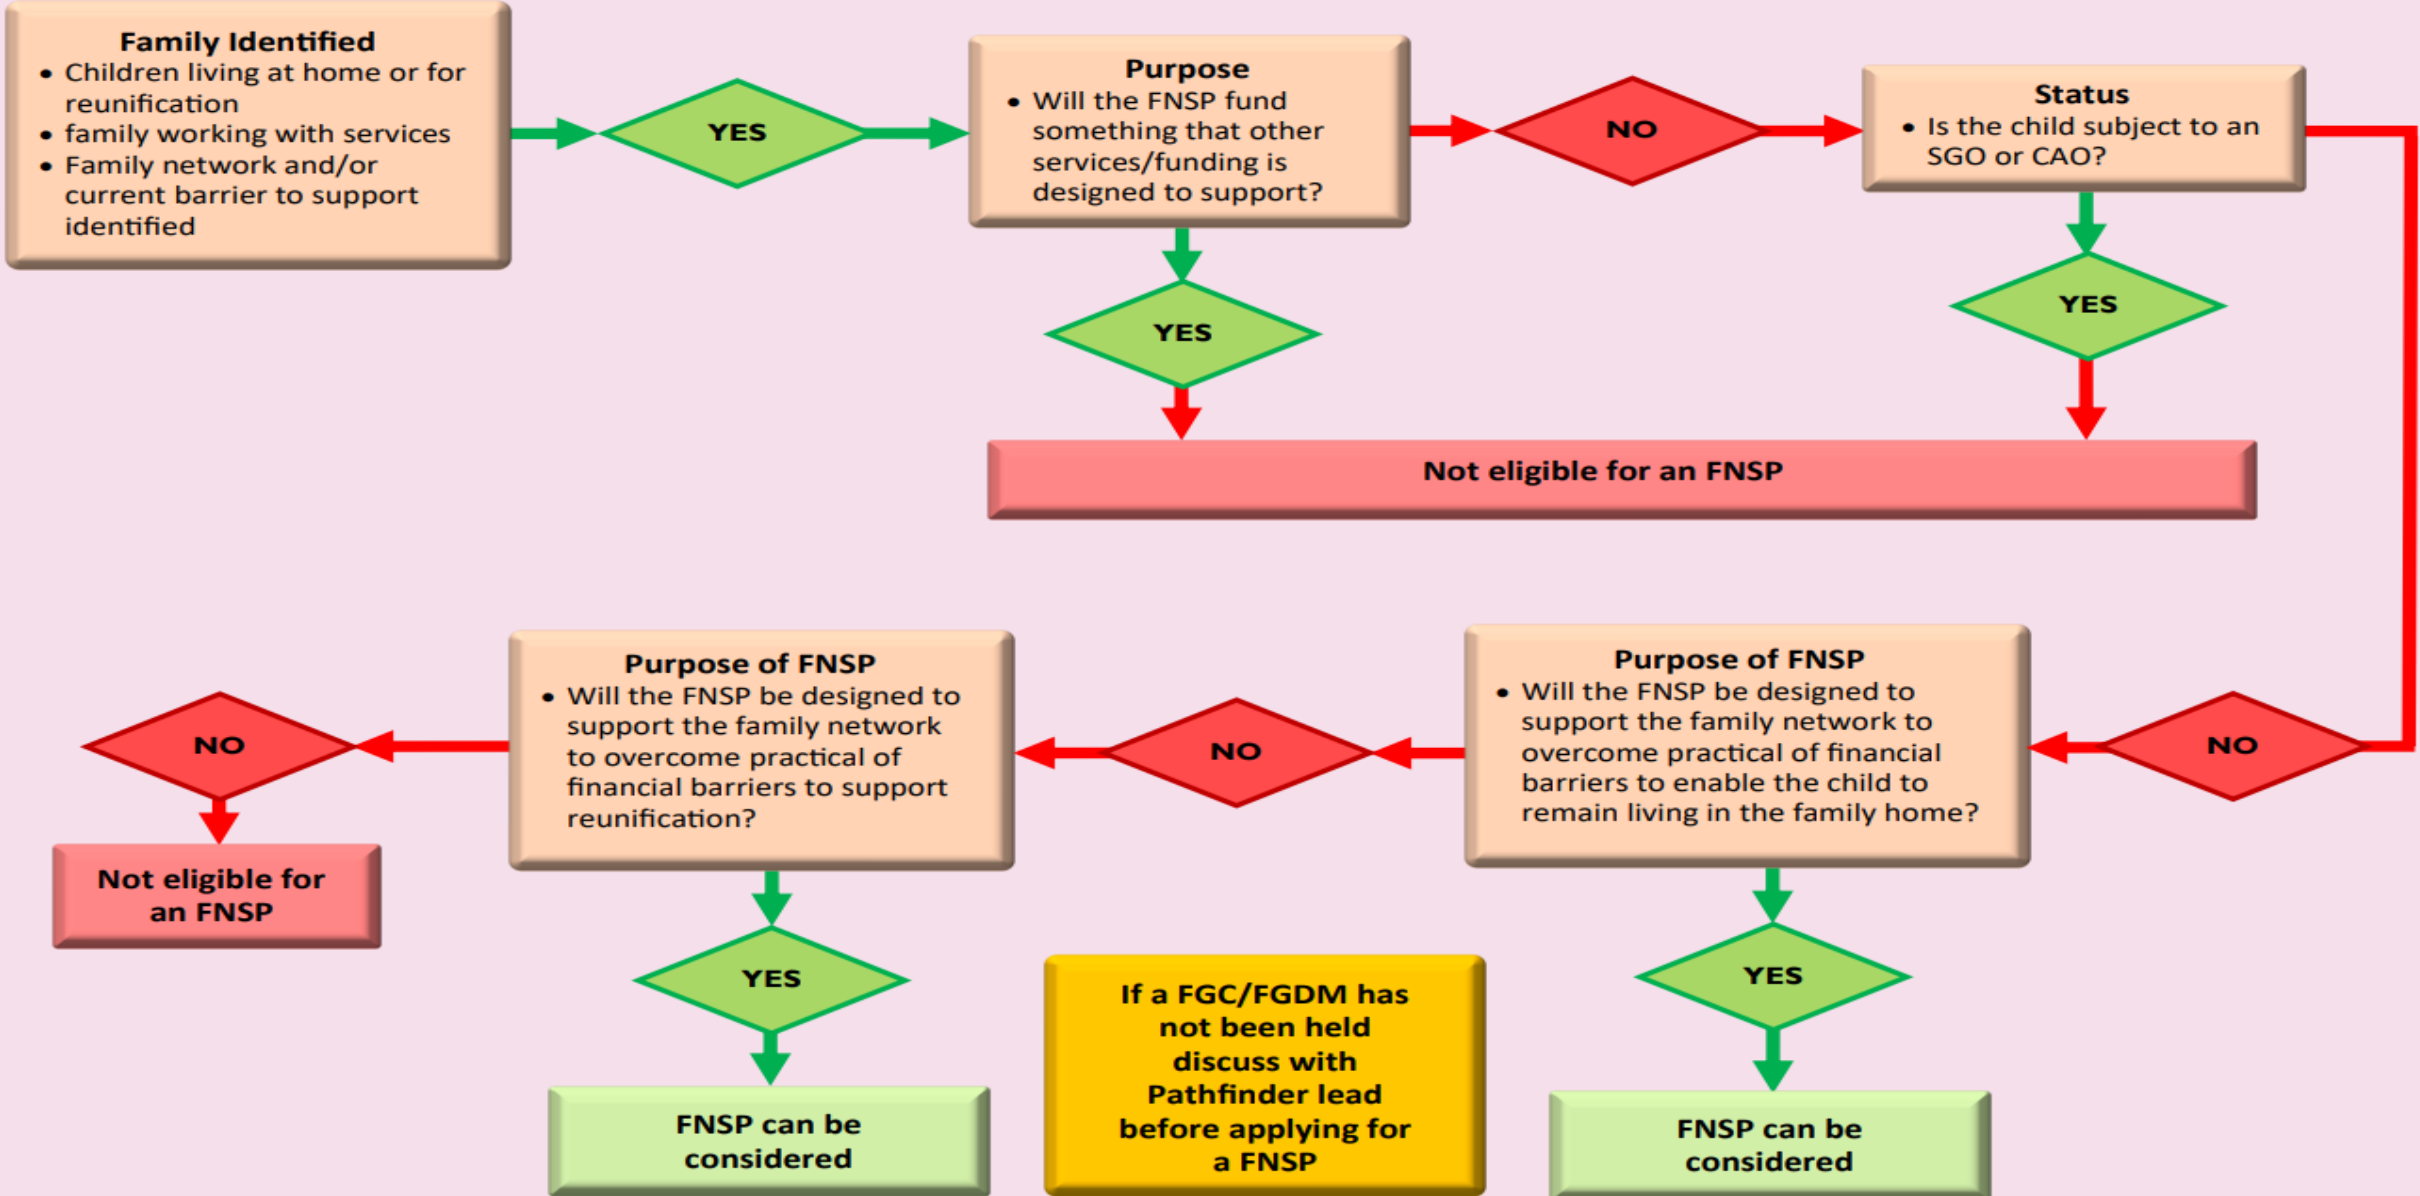 Family Identified
• Children living at home or for
reunification
• family working with services
• Family network and/or
current barrier to support
identified
YES
Purpose
• Will the FNSP fund
something that other
services/funding is
designed to support?
NO
Status
• Is the child subject to an
SGO or CAO?
YES
YES
Not eligible for an FNSP
NO
Purpose of FNSP
• Will the FNSP be designed to
support the family network to
overcome practical of financial
barriers to enable the child to
remain living in the family home?
NO
Purpose of FNSP
• Will the FNSP be designed to
support the family network
to overcome practical of
financial barriers to support
reunification?
NO
Not eligible for
an FNSP
YES
FNSP can be
considered
If a FGC/FGDM has
not been held
discuss with
Pathfinder lead
before applying for
a FNSP
YES
FNSP can be
considered